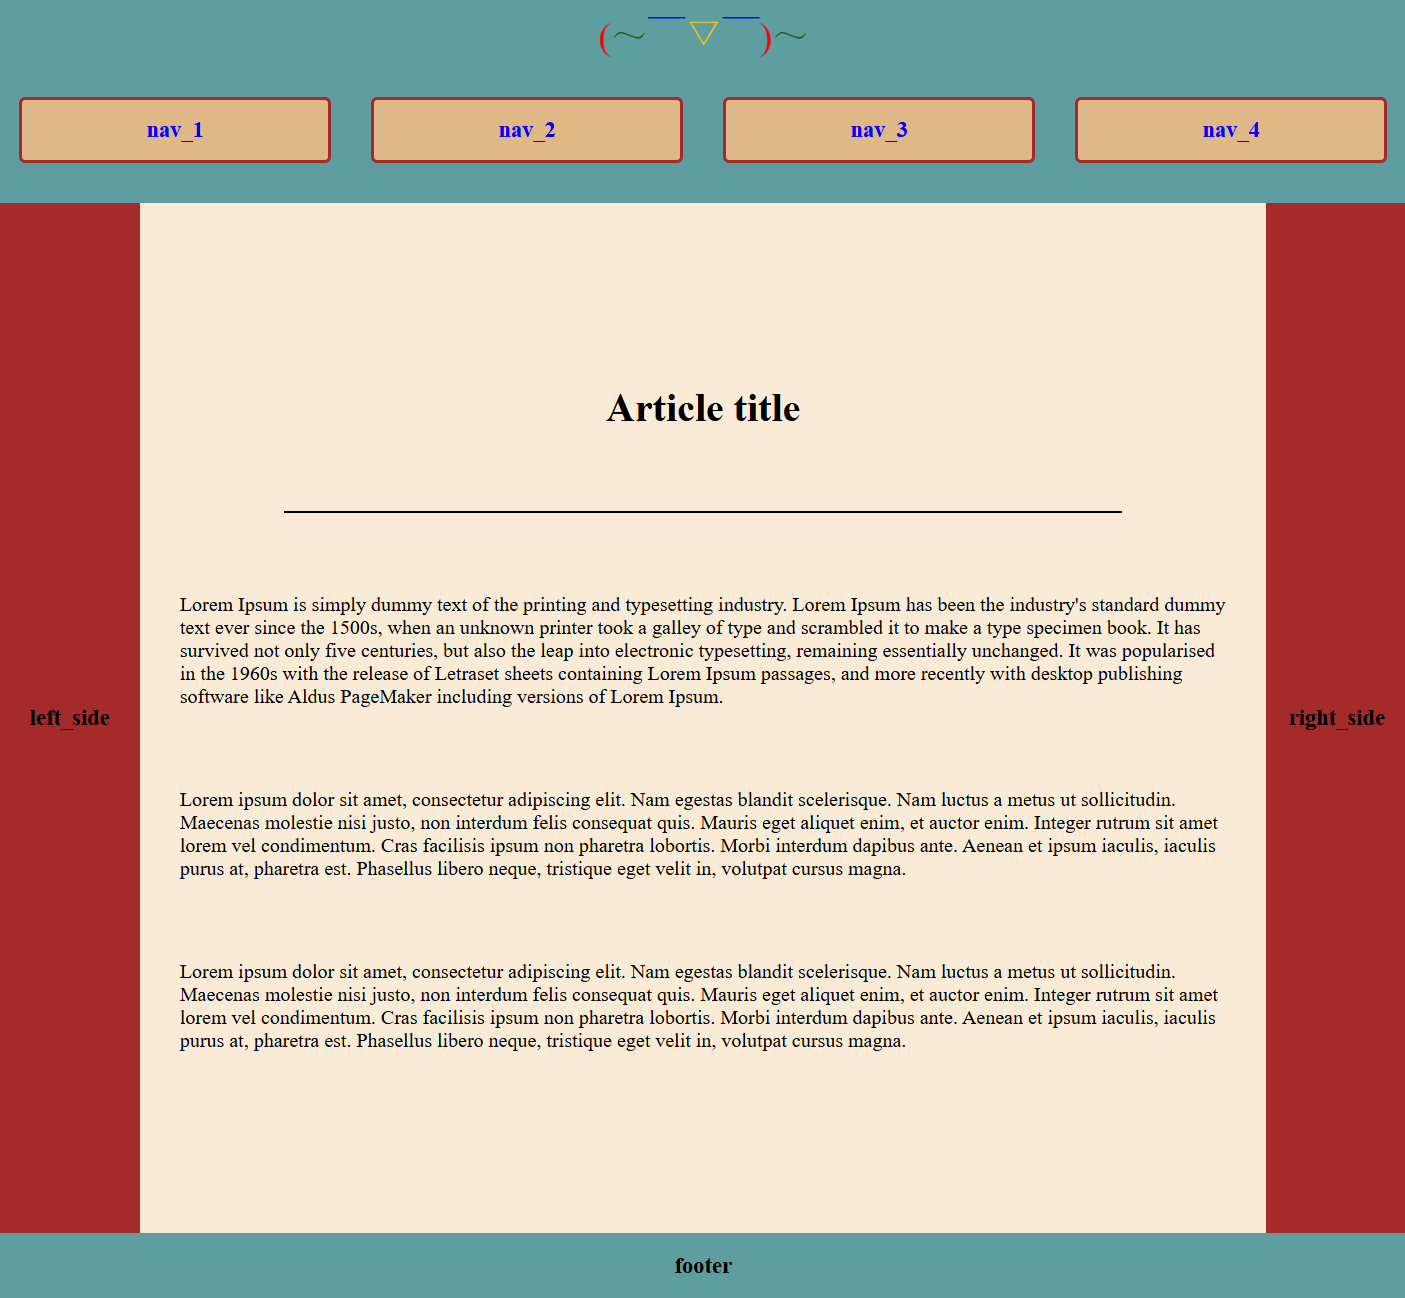 (～￣▽￣)～
nav_1
nav_2
nav_3
nav_4
Article title
Lorem Ipsum is simply dummy text of the printing and typesetting industry. Lorem Ipsum has been the industry's standard dummy
text ever since the 1500s, when an unknown printer took a galley of type and scrambled it to make a type specimen book. It has
survived not only five centuries, but also the leap into electronic typesetting, remaining essentially unchanged. It was popularised
in the 1960s with the release of Letraset sheets containing Lorem Ipsum passages, and more recently with desktop publishing
software like Aldus PageMaker including versions of Lorem Ipsum.
left_side
right_side
Lorem ipsum dolor sit amet, consectetur adipiscing elit. Nam egestas blandit scelerisque. Nam luctus a metus ut sollicitudin.
Maecenas molestie nisi justo, non interdum felis consequat quis. Mauris eget aliquet enim, et auctor enim. Integer rutrum sit amet
lorem vel condimentum. Cras facilisis ipsum non pharetra lobortis. Morbi interdum dapibus ante. Aenean et ipsum iaculis, iaculis
purus at, pharetra est. Phasellus libero neque, tristique eget velit in, volutpat cursus magna.
Lorem ipsum dolor sit amet, consectetur adipiscing elit. Nam egestas blandit scelerisque. Nam luctus a metus ut sollicitudin.
Maecenas molestie nisi justo, non interdum felis consequat quis. Mauris eget aliquet enim, et auctor enim. Integer rutrum sit amet
lorem vel condimentum. Cras facilisis ipsum non pharetra lobortis. Morbi interdum dapibus ante. Aenean et ipsum iaculis, iaculis
purus at, pharetra est. Phasellus libero neque, tristique eget velit in, volutpat cursus magna.
footer